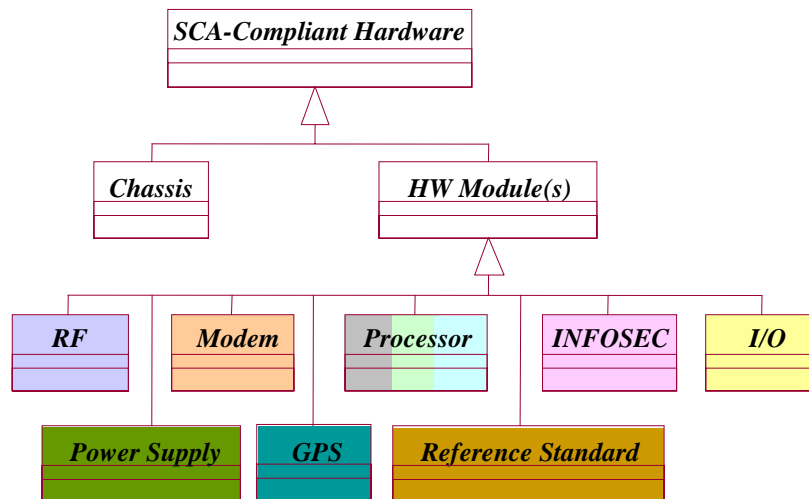 SCA-Compliant Hardware
Chassis
HW Module(s)
RF
Modem
Processor
INFOSEC
I/O
Power Supply
GPS
Reference Standard